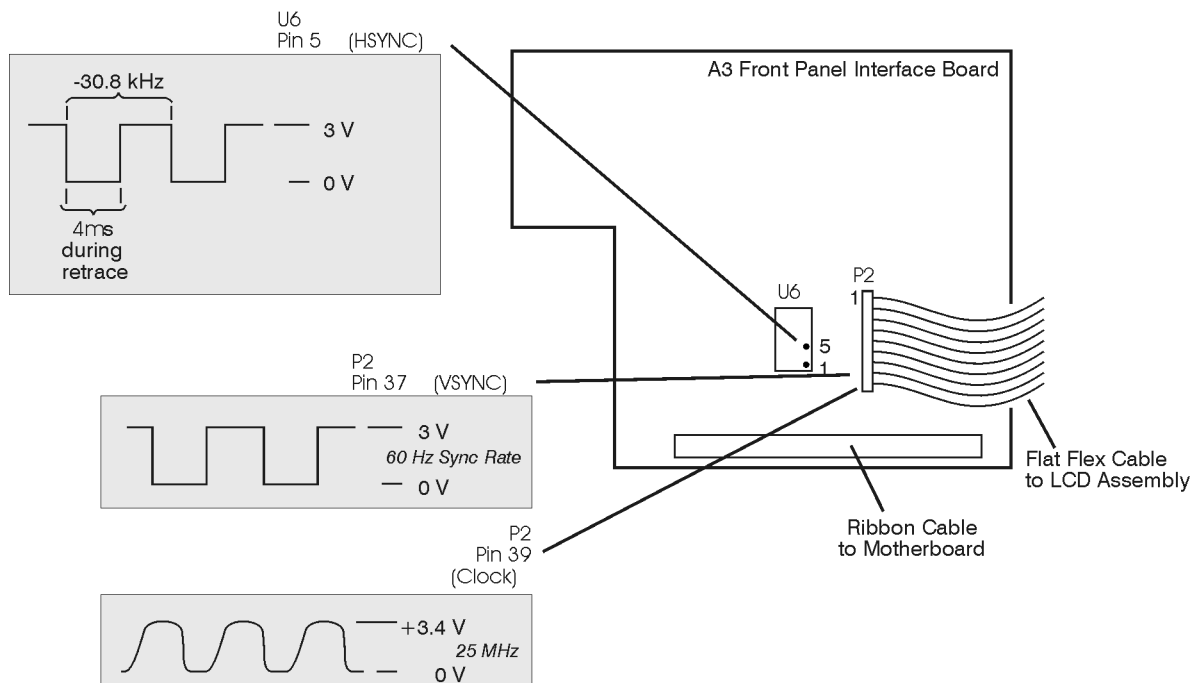 U6
Pin 5 (HSYNC)
-30.8 kHz
3 V
0 V
4ms
during
retrace
A3 Front Panel Interface Board
U6
5
1
P2
1
Flat Flex Cable
to LCD Assembly
Ribbon Cable
to Motherboard
P2
Pin 37 (VSYNC)
3 V
60 Hz Sync Rate
0 V
P2
Pin 39
(Clock)
+3.4 V
25 MHz
0 V